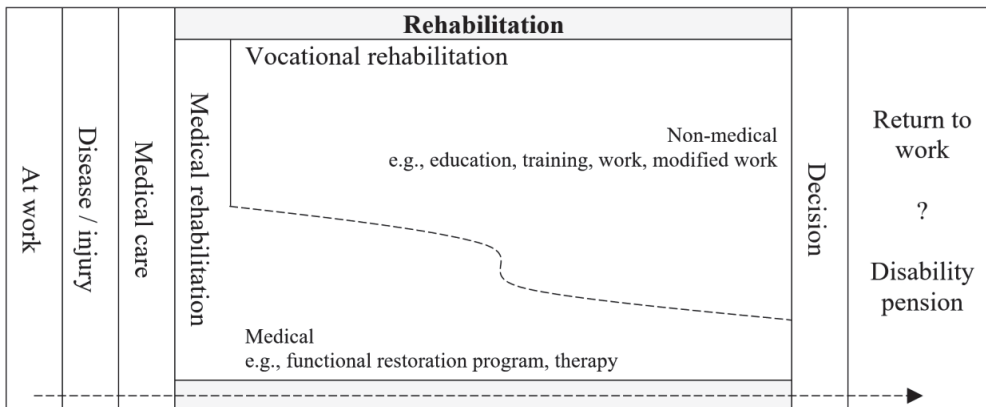 Rehabilitation
At work
Disease / injury
Medical care
Medical rehabilitation
Vocational rehabilitation
Non-medical
e.g., education, training, work, modified work
Medical
e.g., functional restoration program, therapy
Decision
Return to
work
?
Disability
pension